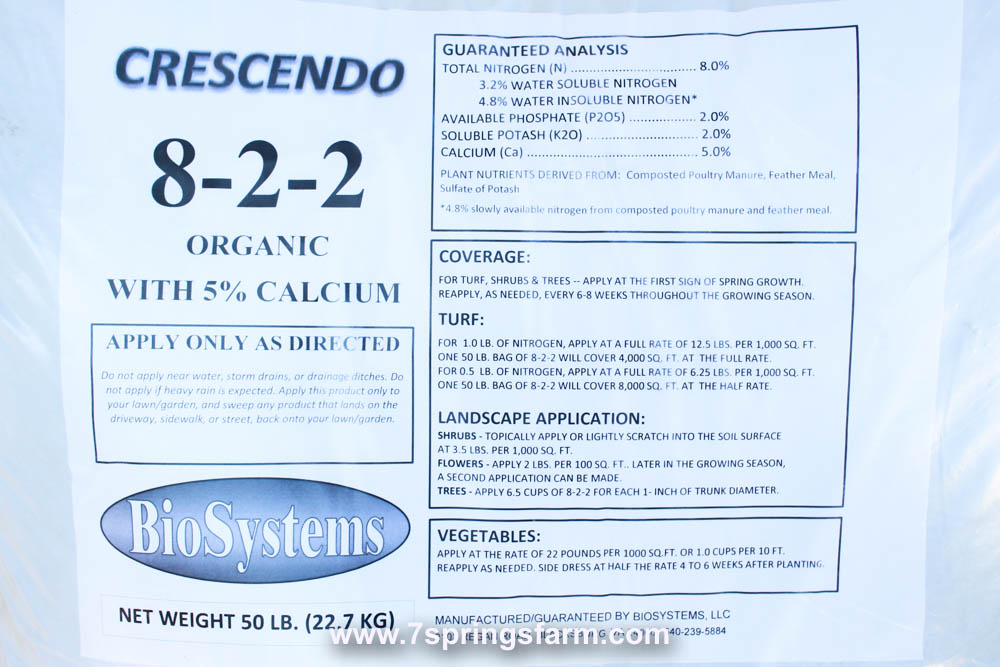 CRESCENDO
8-2-2
ORGANIC
WITH 5% CALCIUM
APPLY ONLY AS DIRECTED
Do not apply near water, storm drains, or drainage ditches. Do
not apply if heavy rain is expected. Apply this product only to
your lawn/garden, and sweep any product that lands on the
driveway, sidewalk, or street, back onto your lawn/garden.
BioSystems
NET WEIGHT 50 LB. (22.7 KG)
GUARANTEED ANALYSIS
TOTAL NITROGEN (N) ................................. 8.0%
3.2% WATER SOLUBLE NITROGEN
4.8% WATER INSOLUBLE NITROGEN*
AVAILABLE PHOSPHATE (P2O5) .................. 2.0%
SOLUBLE POTASH (K2O) .............................. 2.0%
CALCIUM (Ca) ............................................. 5.0%
PLANT NUTRIENTS DERIVED FROM: Composted Poultry Manure, Feather Meal,
Sulfate of Potash
*4.8% slowly available nitrogen from composted poultry manure and feather meal.
COVERAGE:
FOR TURF, SHRUBS & TREES -- APPLY AT THE FIRST SIGN OF SPRING GROWTH.
REAPPLY, AS NEEDED, EVERY 6-8 WEEKS THROUGHOUT THE GROWING SEASON.
TURF:
FOR 1.0 LB. OF NITROGEN, APPLY AT A FULL RATE OF 12.5 LBS. PER 1,000 SQ. FT.
ONE 50 LB. BAG OF 8-2-2 WILL COVER 4,000 SQ. FT. AT THE FULL RATE.
FOR 0.5 LB. OF NITROGEN, APPLY AT A FULL RATE OF 6.25 LBS. PER 1,000 SQ. FT.
ONE 50 LB. BAG OF 8-2-2 WILL COVER 8,000 SQ. FT. AT THE HALF RATE.
LANDSCAPE APPLICATION:
SHRUBS - TOPICALLY APPLY OR LIGHTLY SCRATCH INTO THE SOIL SURFACE
AT 3.5 LBS. PER 1,000 SQ. FT.
FLOWERS - APPLY 2 LBS. PER 100 SQ. FT.. LATER IN THE GROWING SEASON,
A SECOND APPLICATION CAN BE MADE.
TREES - APPLY 6.5 CUPS OF 8-2-2 FOR EACH 1- INCH OF TRUNK DIAMETER.
VEGETABLES:
APPLY AT THE RATE OF 22 POUNDS PER 1000 SQ.FT. OR 1.0 CUPS PER 10 FT.
REAPPLY AS NEEDED. SIDE DRESS AT HALF THE RATE 4 TO 6 WEEKS AFTER PLANTING.
MANUFACTURED/GUARANTEED BY BIOSYSTEMS, LLC
40-239-5884
www.7springsfarm.com